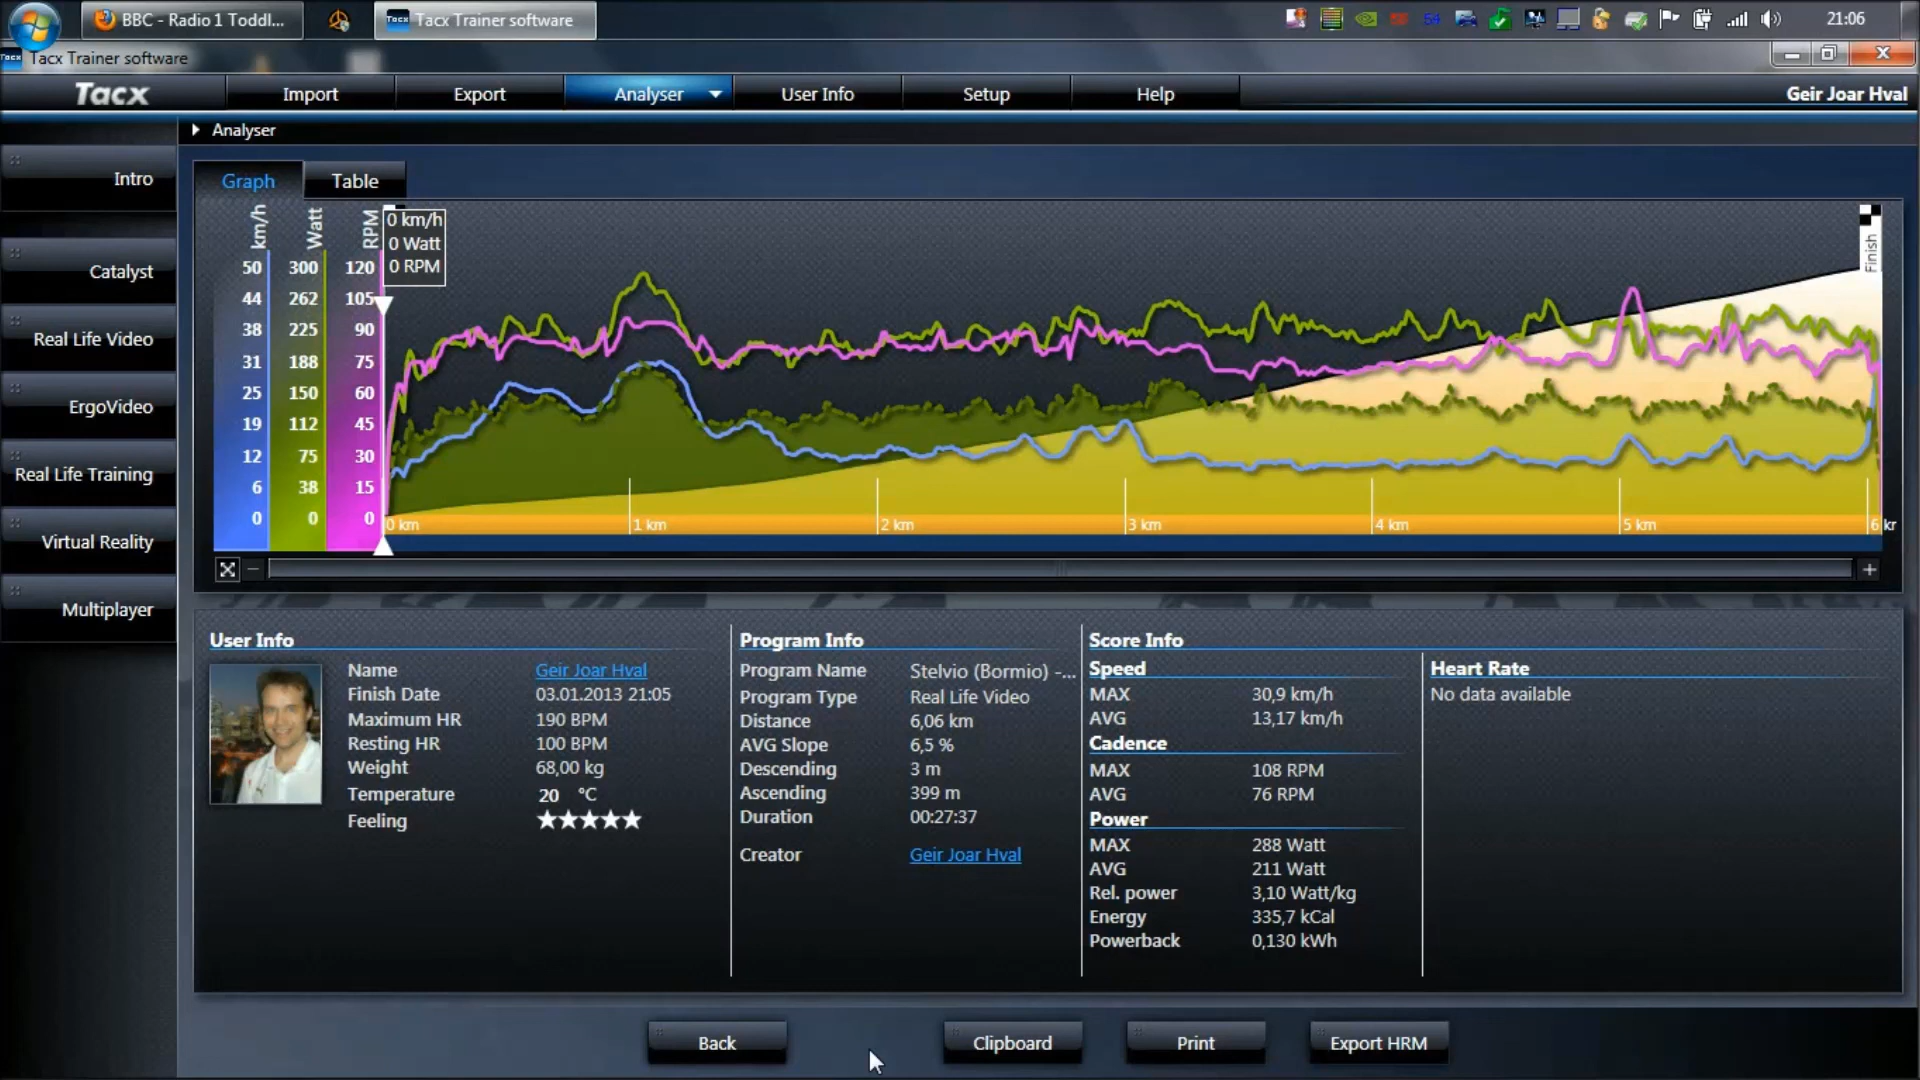 BBC - Radio 1 Toddl...
Tacx Trainer software
54
21:06
Tacx Trainer software
Tacx
Import
Export
Analyser
User Info
Setup
Help
Geir Joar Hval
Analyser
Intro
Catalyst
Real Life Video
ErgoVideo
Real Life Training
Virtual Reality
Multiplayer
Graph
Table
km/h
Watt
RPM
0 km/h
0 Watt
0 RPM
Finish
50 300 120
44 262 105
38 225 90
31 188 75
25 150 60
19 112 45
12 75 30
6 38 15
0 0 0
0 km
1 km
2 km
3 km
4 km
5 km
6 kr
User Info
Name Geir Joar Hval
Finish Date 03.01.2013 21:05
Maximum HR 190 BPM
Resting HR 100 BPM
Weight 68,00 kg
Temperature 20 °C
Feeling ★★★★★
Program Info
Program Name Stelvio (Bormio) -...
Program Type Real Life Video
Distance 6,06 km
AVG Slope 6,5 %
Descending 3 m
Ascending 399 m
Duration 00:27:37
Creator Geir Joar Hval
Score Info
Speed
MAX 30,9 km/h
AVG 13,17 km/h
Cadence
MAX 108 RPM
AVG 76 RPM
Power
MAX 288 Watt
AVG 211 Watt
Rel. power 3,10 Watt/kg
Energy 335,7 kCal
Powerback 0,130 kWh
Heart Rate
No data available
Back
Clipboard
Print
Export HRM